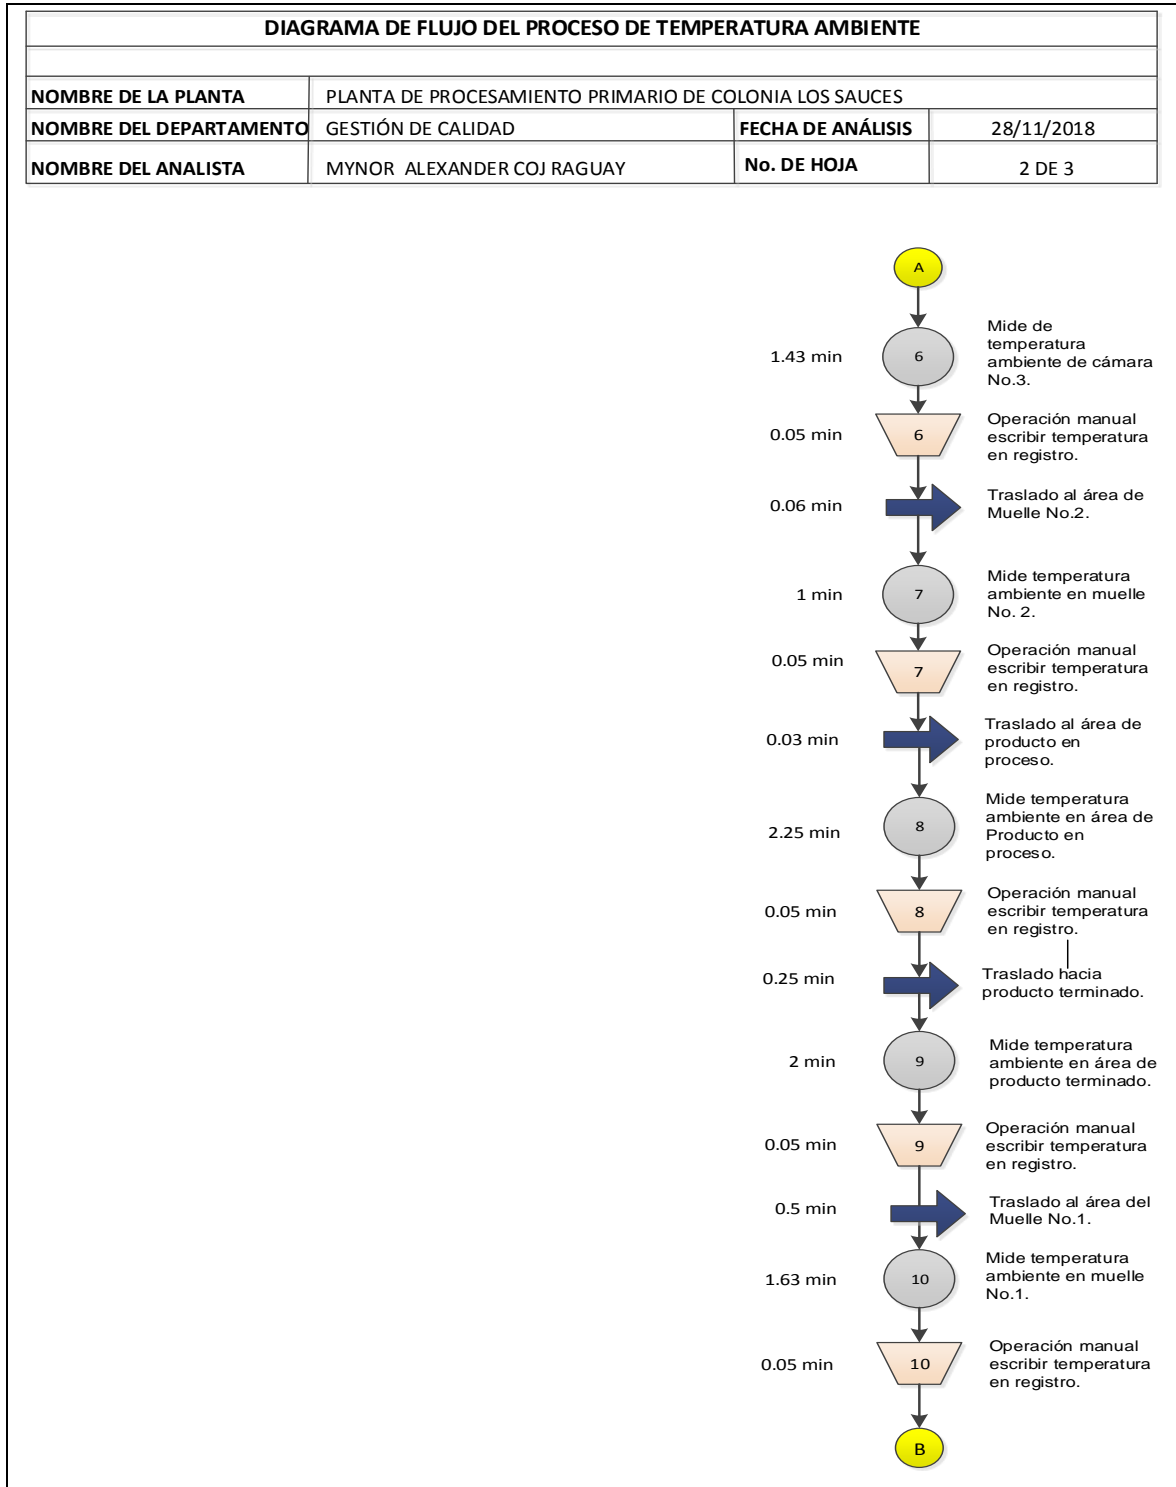 DIAGRAMA DE FLUJO DEL PROCESO DE TEMPERATURA AMBIENTE
NOMBRE DE LA PLANTA PLANTA DE PROCESAMIENTO PRIMARIO DE COLONIA LOS SAUCES
NOMBRE DEL DEPARTAMENTO GESTIÓN DE CALIDAD FECHA DE ANÁLISIS 28/11/2018
NOMBRE DEL ANALISTA MYNOR ALEXANDER COJ RAGUAY No. DE HOJA 2 DE 3
A
1.43 min
6
Mide de
temperatura
ambiente de cámara
No.3.
0.05 min
6
Operación manual
escribir temperatura
en registro.
0.06 min
Traslado al área de
Muelle No.2.
1 min
7
Mide temperatura
ambiente en muelle
No. 2.
0.05 min
7
Operación manual
escribir temperatura
en registro.
0.03 min
Traslado al área de
producto en
proceso.
2.25 min
8
Mide temperatura
ambiente en área de
Producto en
proceso.
0.05 min
8
Operación manual
escribir temperatura
en registro.
0.25 min
Traslado hacia
producto terminado.
2 min
9
Mide temperatura
ambiente en área de
producto terminado.
0.05 min
9
Operación manual
escribir temperatura
en registro.
0.5 min
Traslado al área del
Muelle No.1.
1.63 min
10
Mide temperatura
ambiente en muelle
No.1.
0.05 min
10
Operación manual
escribir temperatura
en registro.
B